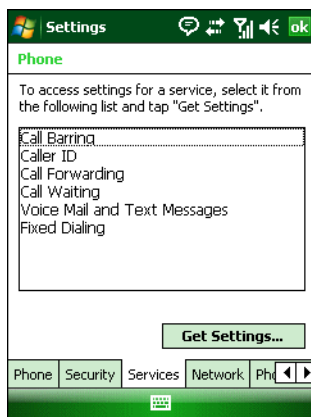 Settings
ok
Phone
To access settings for a service, select it from
the following list and tap "Get Settings".
Call Barring
Caller ID
Call Forwarding
Call Waiting
Voice Mail and Text Messages
Fixed Dialing
Get Settings...
Phone Security Services Network Pho